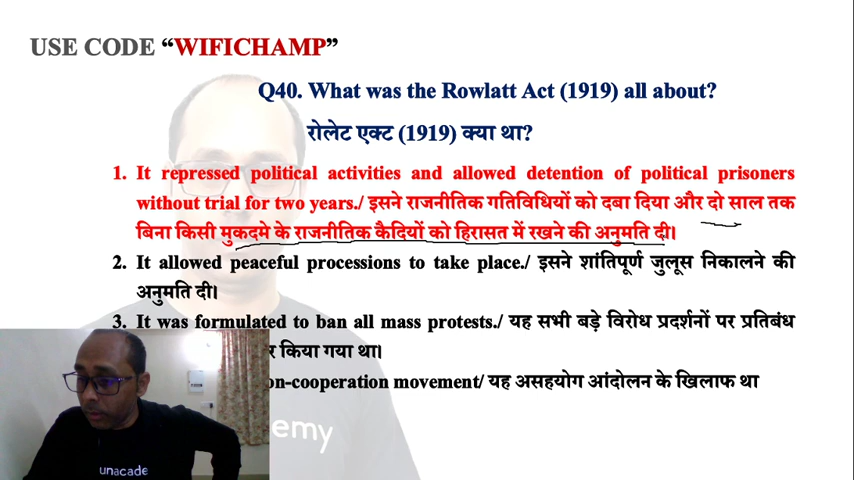 USE CODE “WIFICHAMP”
Q40. What was the Rowlatt Act (1919) all about?
रोलेट एक्ट (1919) क्या था?
1. It repressed political activities and allowed detention of political prisoners
without trial for two years./ इसने राजनीतिक गतिविधियों को दबा दिया और दो साल तक
बिना किसी मुकदमे के राजनीतिक कैदियों को हिरासत में रखने की अनुमति दी।
2. It allowed peaceful processions to take place./ इसने शांतिपूर्ण जुलूस निकालने की
अनुमति दी।
3. It was formulated to ban all mass protests./ यह सभी बड़े विरोध प्रदर्शनों पर प्रतिबंध
किया गया था।
on-cooperation movement/ यह असहयोग आंदोलन के खिलाफ था
emy
unacade